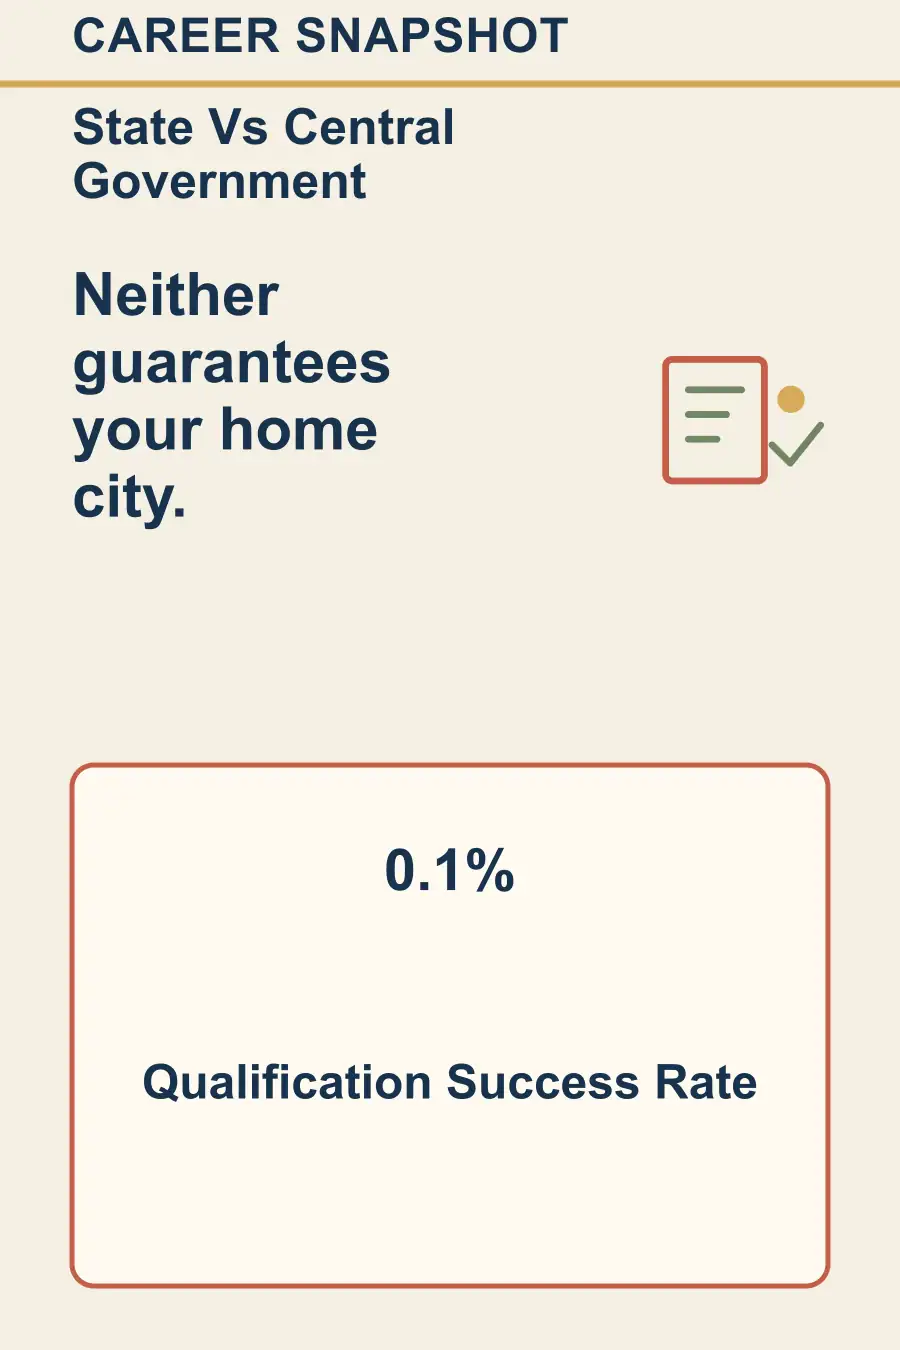 CAREER SNAPSHOT
State Vs Central
Government
Neither
guarantees
your home
city.
0.1%
Qualification Success Rate